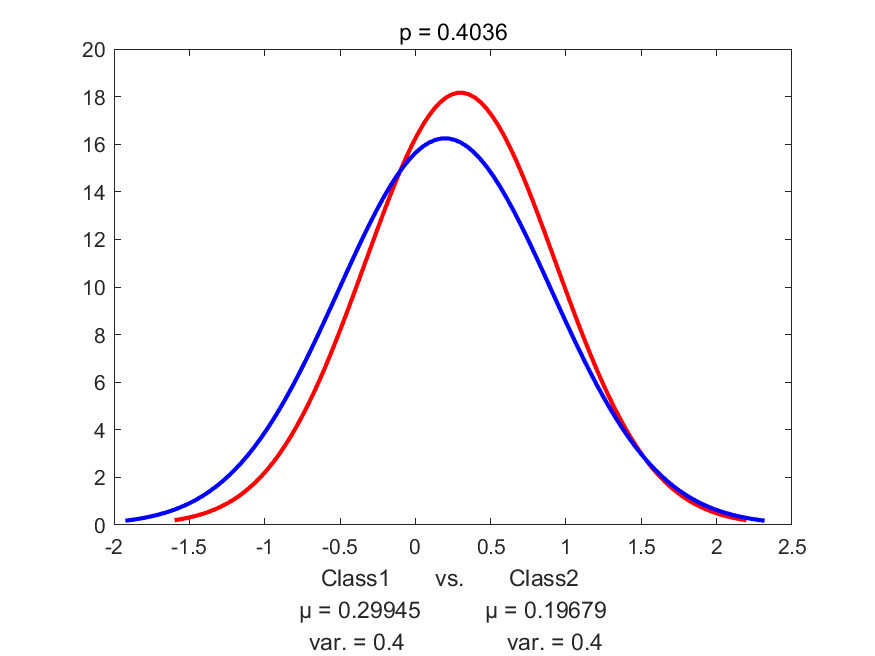 p = 0.4036
20
18
16
14
12
10
8
6
4
2
0
-2 -1.5 -1 -0.5 0 0.5 1 1.5 2 2.5
Class1 vs. Class2
μ = 0.29945 μ = 0.19679
var. = 0.4 var. = 0.4